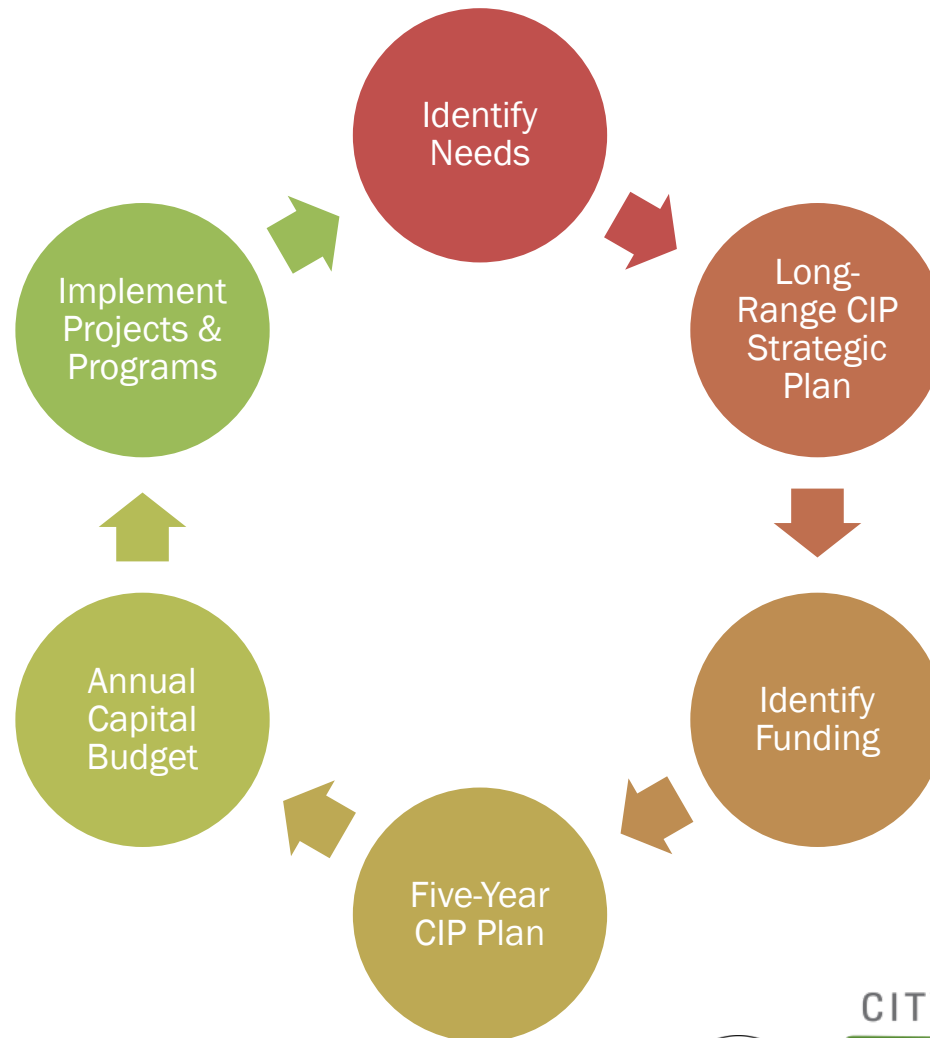 Identify
Needs
Long-
Range CIP
Strategic
Plan
Identify
Funding
Five-Year
CIP Plan
Annual
Capital
Budget
Implement
Projects &
Programs
CIT